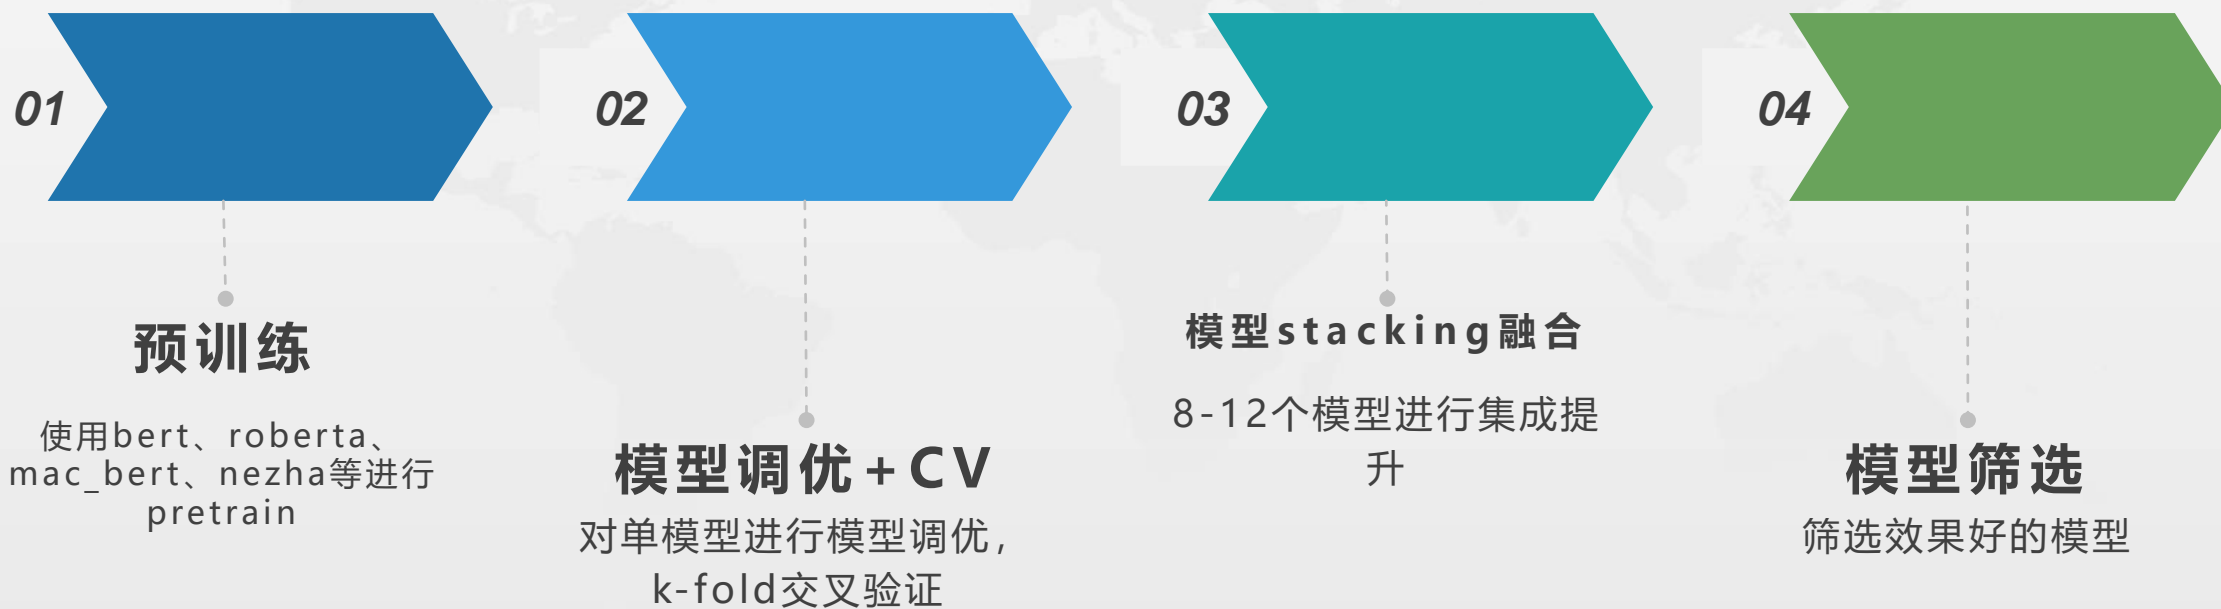 01
预训练
使用bert、roberta、
mac_bert、nezha等进行
pretrain
02
模型调优+CV
对单模型进行模型调优，
k-fold交叉验证
03
模型stacking融合
8-12个模型进行集成提
升
04
模型筛选
筛选效果好的模型